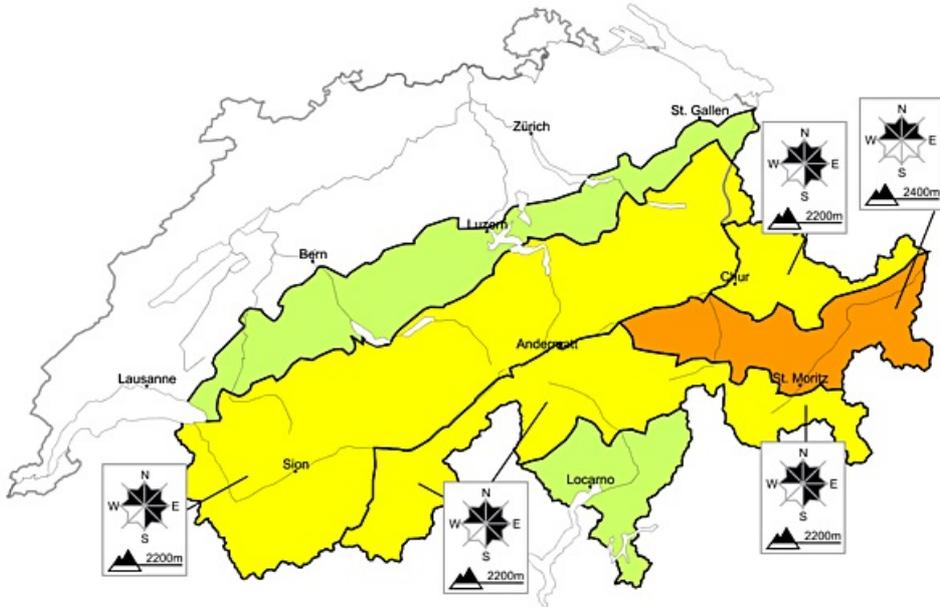 St. Gallen
Zürich
N
W E
S
2400m
N
W E
S
2200m
Luzern
Bern
Chur
Andermatt
Lausanne
St. Moritz
Sion
Locarno
N
W E
S
2200m
N
W E
S
2200m
N
W E
S
2200m